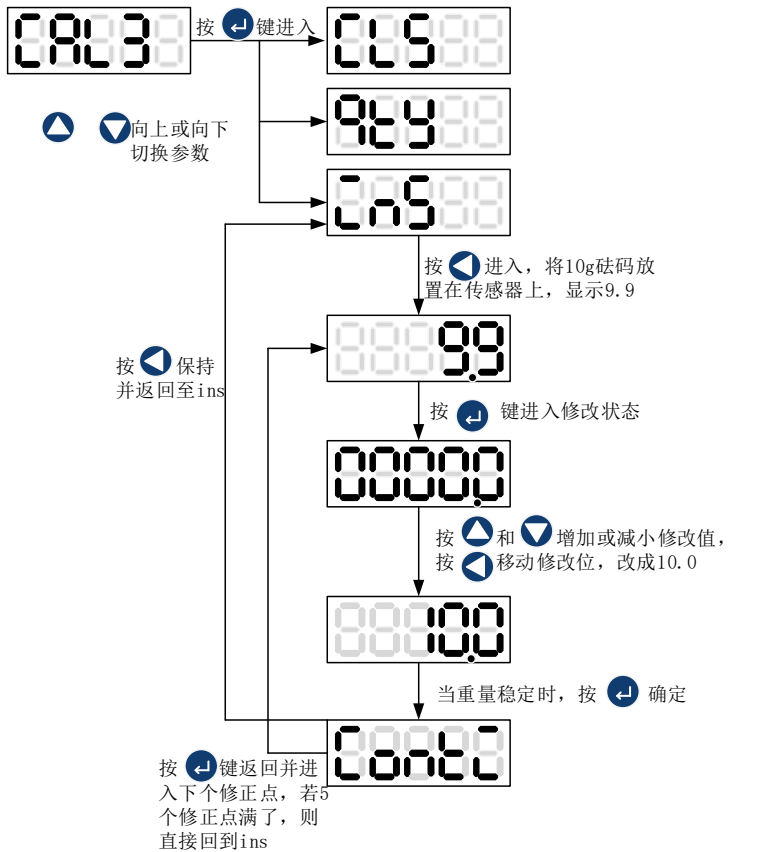 CAL3
按 键进入
CLS
qty
向上或向下
切换参数
inS
按 进入，将10g砝码放
置在传感器上，显示9.9
9.9
按 保持
并返回至ins
按 键进入修改状态
00000.0
按 和 增加或减小修改值，
按 移动修改位，改成10.0
10.0
当重量稳定时，按 确定
Conti
按 键返回并进
入下个修正点，若5
个修正点满了，则
直接回到ins